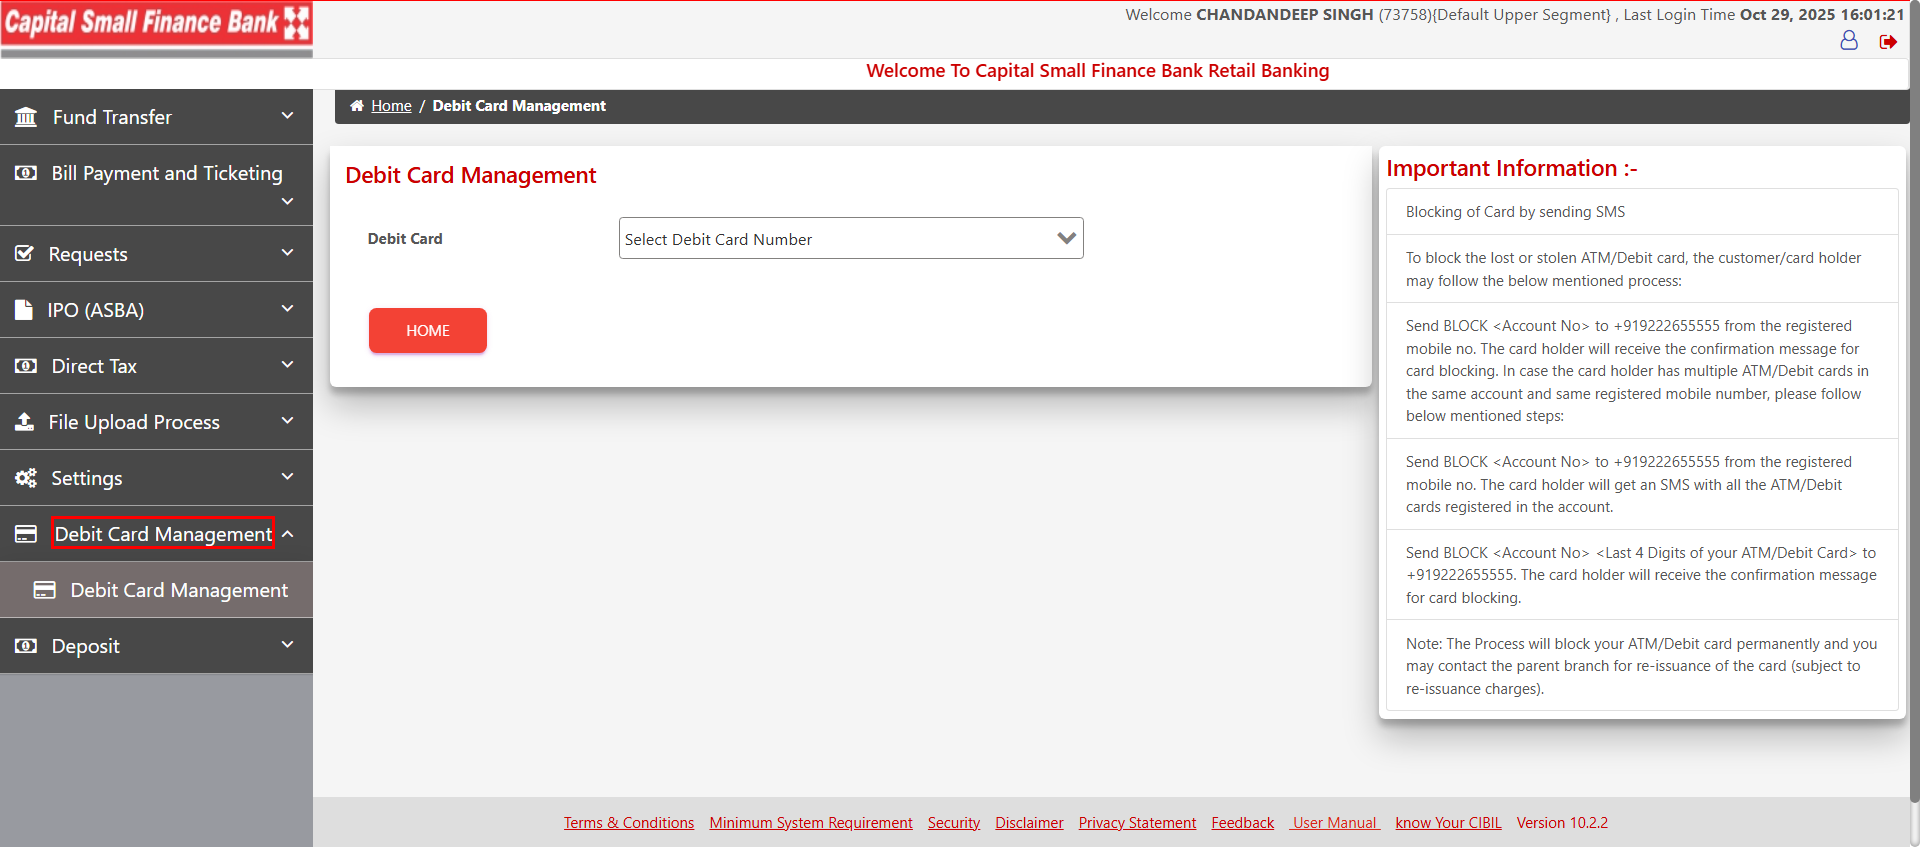 Capital Small Finance Bank
Welcome CHANDANDEEP SINGH (73758){Default Upper Segment} , Last Login Time Oct 29, 2025 16:01:21
Welcome To Capital Small Finance Bank Retail Banking
Fund Transfer
Bill Payment and Ticketing
Requests
IPO (ASBA)
Direct Tax
File Upload Process
Settings
Debit Card Management
Debit Card Management
Deposit
Home / Debit Card Management
Debit Card Management
Debit Card
Select Debit Card Number
HOME
Important Information :-
Blocking of Card by sending SMS
To block the lost or stolen ATM/Debit card, the customer/card holder
may follow the below mentioned process:
Send BLOCK <Account No> to +919222655555 from the registered
mobile no. The card holder will receive the confirmation message for
card blocking. In case the card holder has multiple ATM/Debit cards in
the same account and same registered mobile number, please follow
below mentioned steps:
Send BLOCK <Account No> to +919222655555 from the registered
mobile no. The card holder will get an SMS with all the ATM/Debit
cards registered in the account.
Send BLOCK <Account No> <Last 4 Digits of your ATM/Debit Card> to
+919222655555. The card holder will receive the confirmation message
for card blocking.
Note: The Process will block your ATM/Debit card permanently and you
may contact the parent branch for re-issuance of the card (subject to
re-issuance charges).
Terms & Conditions Minimum System Requirement Security Disclaimer Privacy Statement Feedback User Manual know Your CIBIL Version 10.2.2